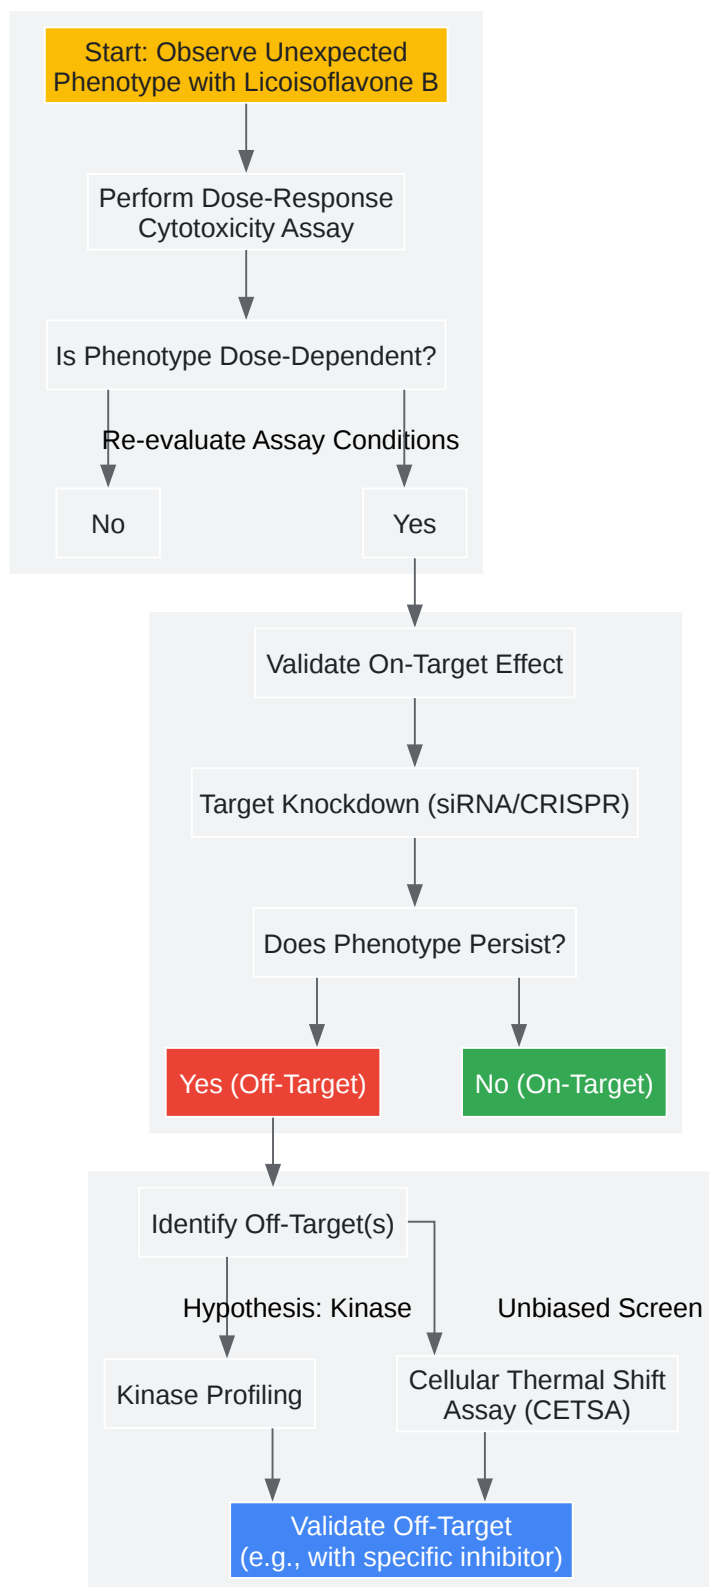 Start: Observe Unexpected
Phenotype with Licoisoflavone B
Perform Dose-Response
Cytotoxicity Assay
Is Phenotype Dose-Dependent?
Re-evaluate Assay Conditions
No
Yes
Validate On-Target Effect
Target Knockdown (siRNA/CRISPR)
Does Phenotype Persist?
Yes (Off-Target)
No (On-Target)
Identify Off-Target(s)
Hypothesis: Kinase
Unbiased Screen
Kinase Profiling
Cellular Thermal Shift
Assay (CETSA)
Validate Off-Target
(e.g., with specific inhibitor)